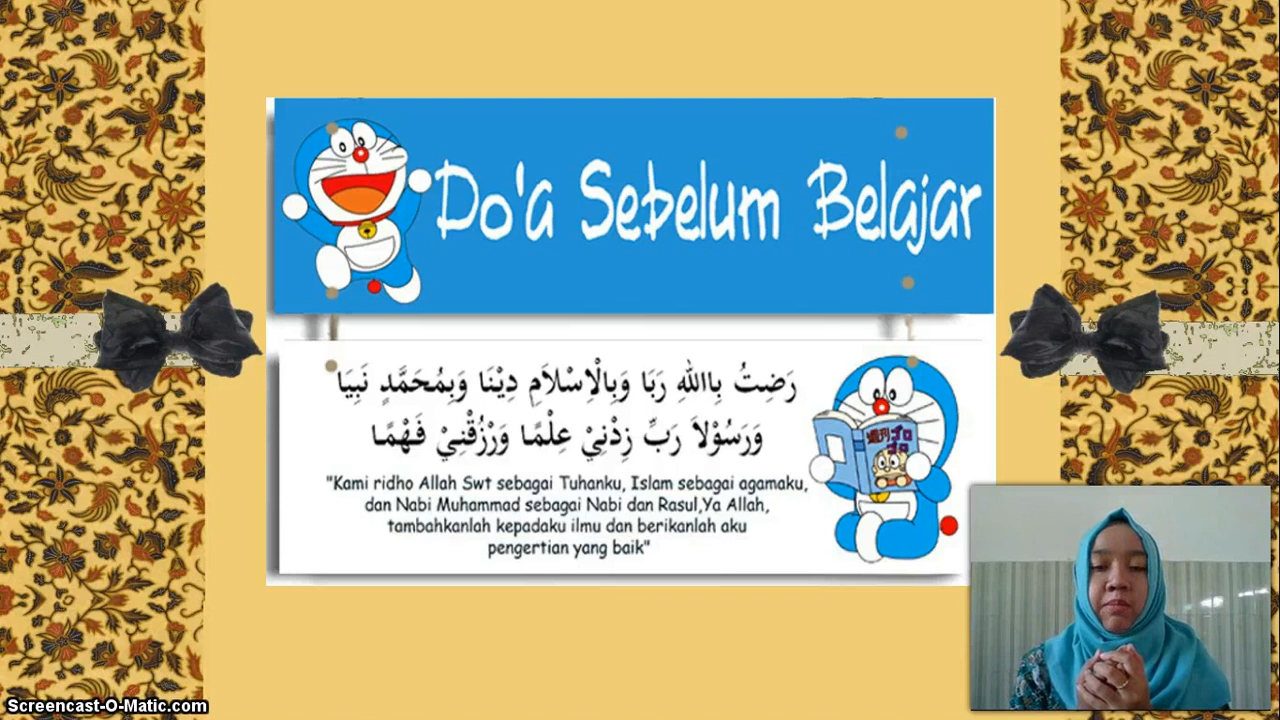 Do'a Sebelum Belajar
رَضِتُ بِااللهِ رَبَا وَبِالْاِسْلاَمِ دِيْنَا وَبِمُحَمَّدٍ نَبِيَا
وَرَسُوْلاَ رَبِّ زِدْنِيْ عِلْمًا وَرْزُقْنِيْ فَهْمًا
"Kami ridho Allah Swt sebagai Tuhanku, Islam sebagai agamaku,
dan Nabi Muhammad sebagai Nabi dan Rasul,Ya Allah,
tambahkanlah kepadaku ilmu dan berikanlah aku
pengertian yang baik"
Screencast-O-Matic.com